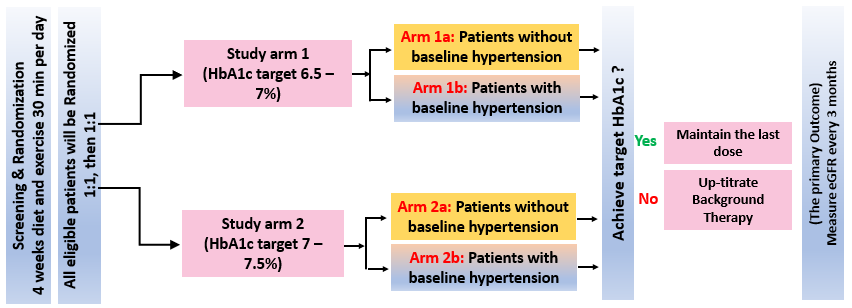 Screening & Randomization
4 weeks diet and exercise 30 min per day
All eligible patients will be Randomized
1:1, then 1:1
Study arm 1
(HbA1c target 6.5 –
7%)
Arm 1a: Patients without
baseline hypertension
Arm 1b: Patients with
baseline hypertension
Study arm 2
(HbA1c target 7 –
7.5%)
Arm 2a: Patients without
baseline hypertension
Arm 2b: Patients with
baseline hypertension
Achieve target HbA1c ?
Yes
Maintain the last
dose
No
Up-titrate
Background
Therapy
(The primary Outcome)
Measure eGFR every 3 months